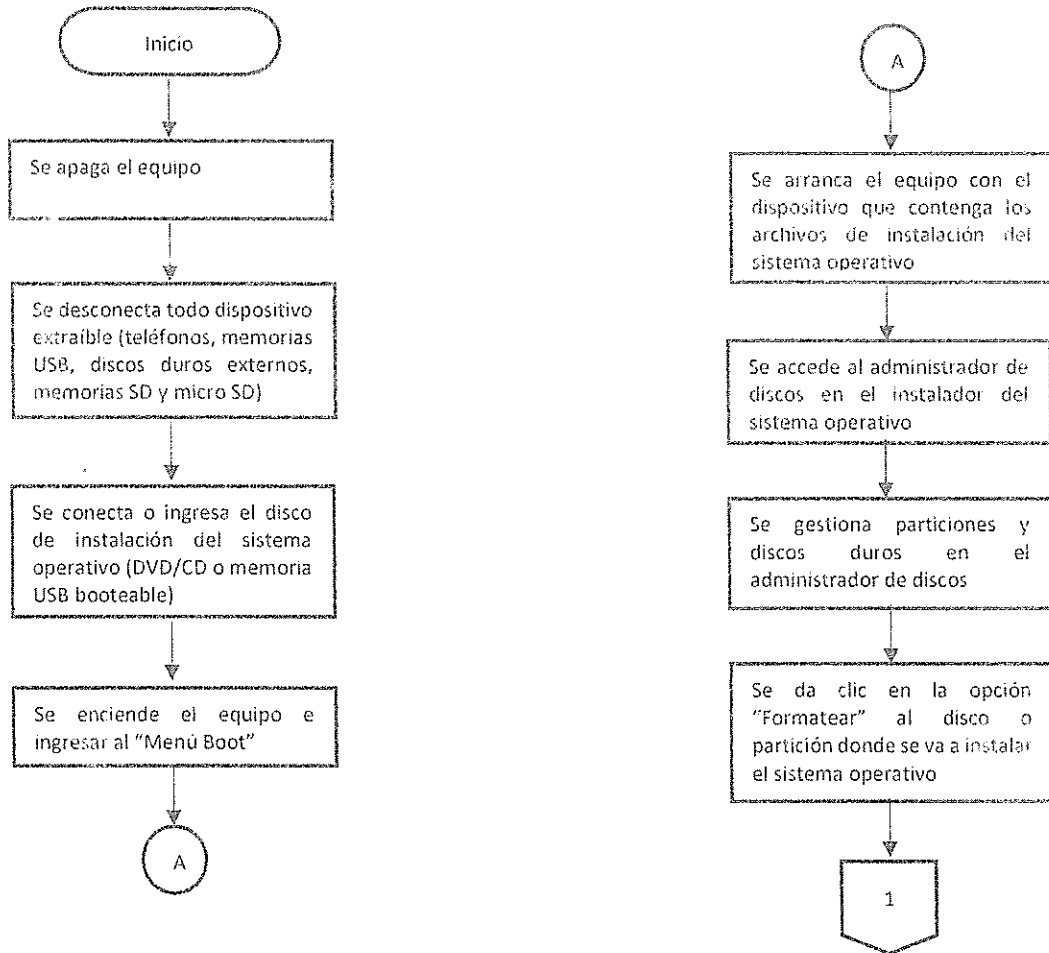 Inicio
Se apaga el equipo
Se desconecta todo dispositivo
extraíble (teléfonos, memorias
USB, discos duros externos,
memorias SD y micro SD)
Se conecta o ingresa el disco
de instalación del sistema
operativo (DVD/CD o memoria
USB booteable)
Se enciende el equipo e
ingresar al “Menú Boot”
A
A
Se arranca el equipo con el
dispositivo que contenga los
archivos de instalación del
sistema operativo
Se accede al administrador de
discos en el instalador del
sistema operativo
Se gestiona particiones y
discos duros en el
administrador de discos
Se da clic en la opción
“Formatear” al disco o
partición donde se va a instalar
el sistema operativo
1